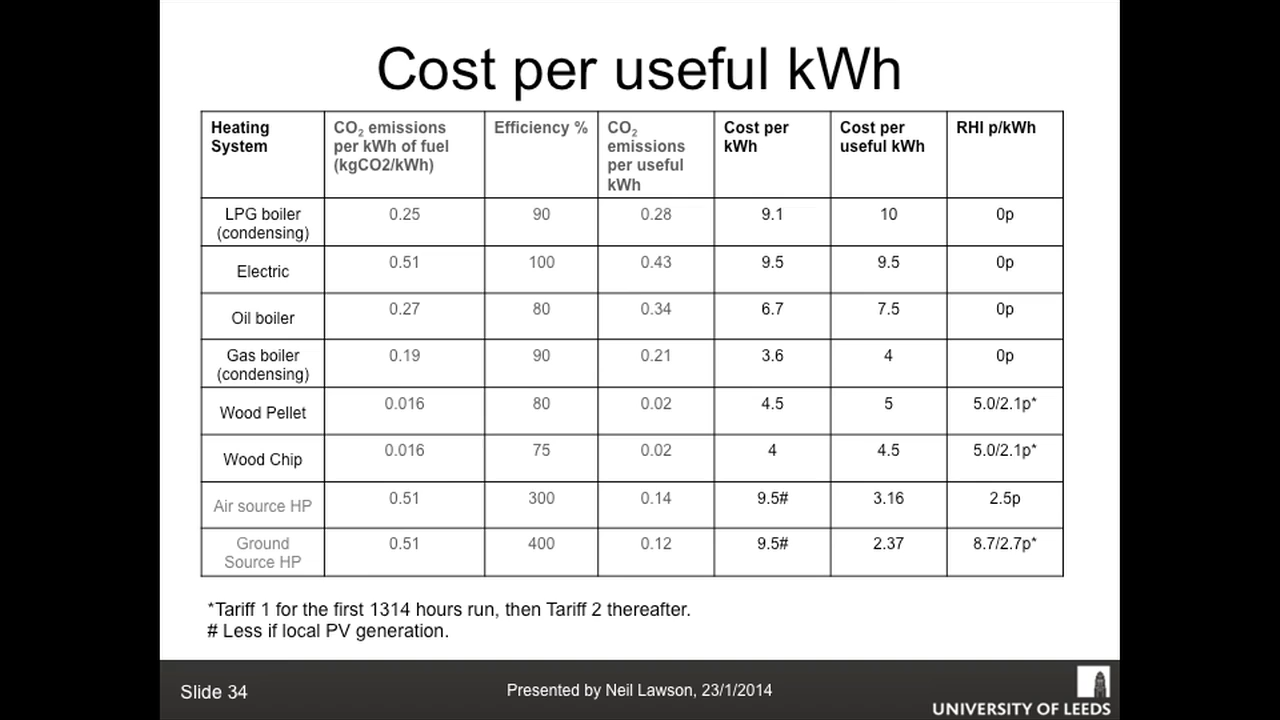 Cost per useful kWh
Heating System | CO2 emissions per kWh of fuel (kgCO2/kWh) | Efficiency % | CO2 emissions per useful kWh | Cost per kWh | Cost per useful kWh | RHI p/kWh
LPG boiler (condensing) | 0.25 | 90 | 0.28 | 9.1 | 10 | 0p
Electric | 0.51 | 100 | 0.43 | 9.5 | 9.5 | 0p
Oil boiler | 0.27 | 80 | 0.34 | 6.7 | 7.5 | 0p
Gas boiler (condensing) | 0.19 | 90 | 0.21 | 3.6 | 4 | 0p
Wood Pellet | 0.016 | 80 | 0.02 | 4.5 | 5 | 5.0/2.1p*
Wood Chip | 0.016 | 75 | 0.02 | 4 | 4.5 | 5.0/2.1p*
Air source HP | 0.51 | 300 | 0.14 | 9.5# | 3.16 | 2.5p
Ground Source HP | 0.51 | 400 | 0.12 | 9.5# | 2.37 | 8.7/2.7p*
*Tariff 1 for the first 1314 hours run, then Tariff 2 thereafter.
# Less if local PV generation.
Slide 34
Presented by Neil Lawson, 23/1/2014
UNIVERSITY OF LEEDS